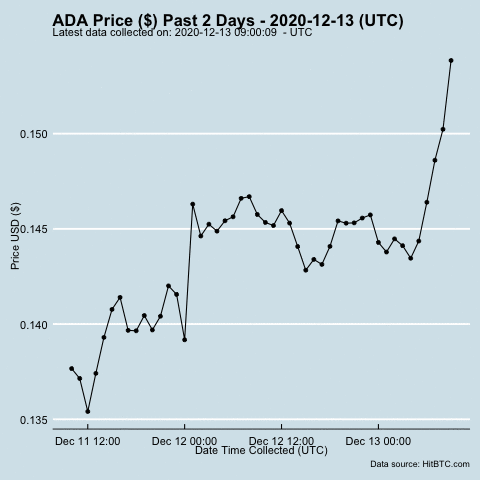 ADA Price ($) Past 2 Days - 2020-12-13 (UTC)
Latest data collected on: 2020-12-13 09:00:09  - UTC
Price USD ($)
0.150
0.145
0.140
0.135
Dec 11 12:00 Dec 12 00:00 Dec 12 12:00 Dec 13 00:00
Date Time Collected (UTC)
Data source: HitBTC.com